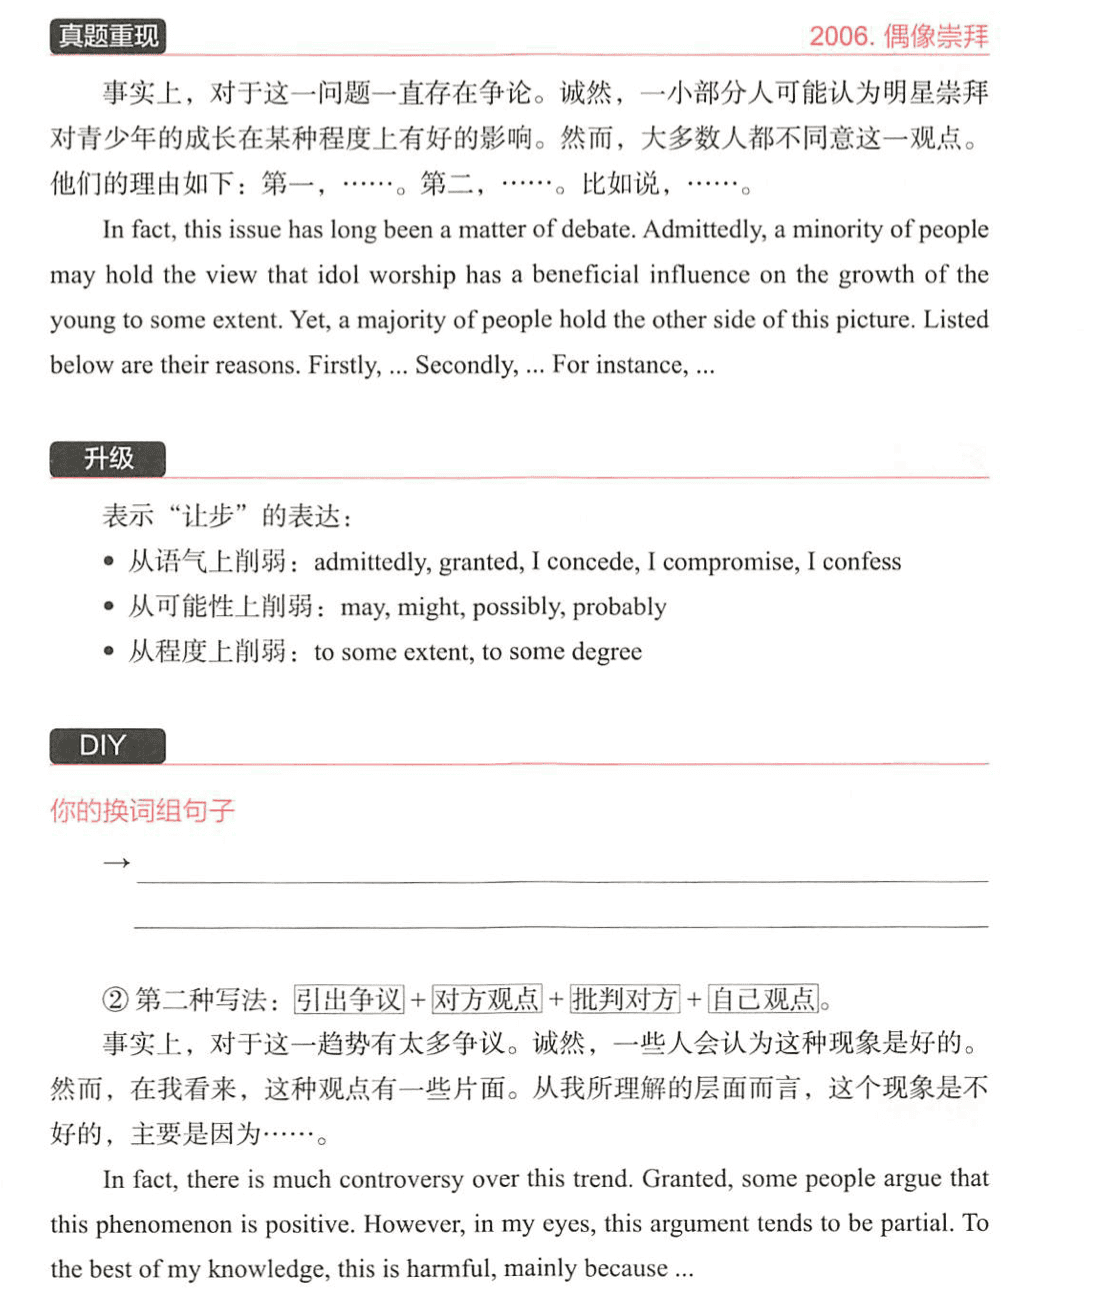 真题重现
2006. 偶像崇拜
事实上，对于这一问题一直存在争论。诚然，一小部分人可能认为明星崇拜
对青少年的成长在某种程度上有好的影响。然而，大多数人都不同意这一观点。
他们的理由如下：第一，……。第二，……。比如说，……。
In fact, this issue has long been a matter of debate. Admittedly, a minority of people
may hold the view that idol worship has a beneficial influence on the growth of the
young to some extent. Yet, a majority of people hold the other side of this picture. Listed
below are their reasons. Firstly, ... Secondly, ... For instance, ...
升级
表示“让步”的表达：
• 从语气上削弱：admittedly, granted, I concede, I compromise, I confess
• 从可能性上削弱：may, might, possibly, probably
• 从程度上削弱：to some extent, to some degree
DIY
你的换词组句子
→
② 第二种写法：引出争议 + 对方观点 + 批判对方 + 自己观点。
事实上，对于这一趋势有太多争议。诚然，一些人会认为这种现象是好的。
然而，在我看来，这种观点有一些片面。从我所理解的层面而言，这个现象是不
好的，主要是因为……。
In fact, there is much controversy over this trend. Granted, some people argue that
this phenomenon is positive. However, in my eyes, this argument tends to be partial. To
the best of my knowledge, this is harmful, mainly because ...